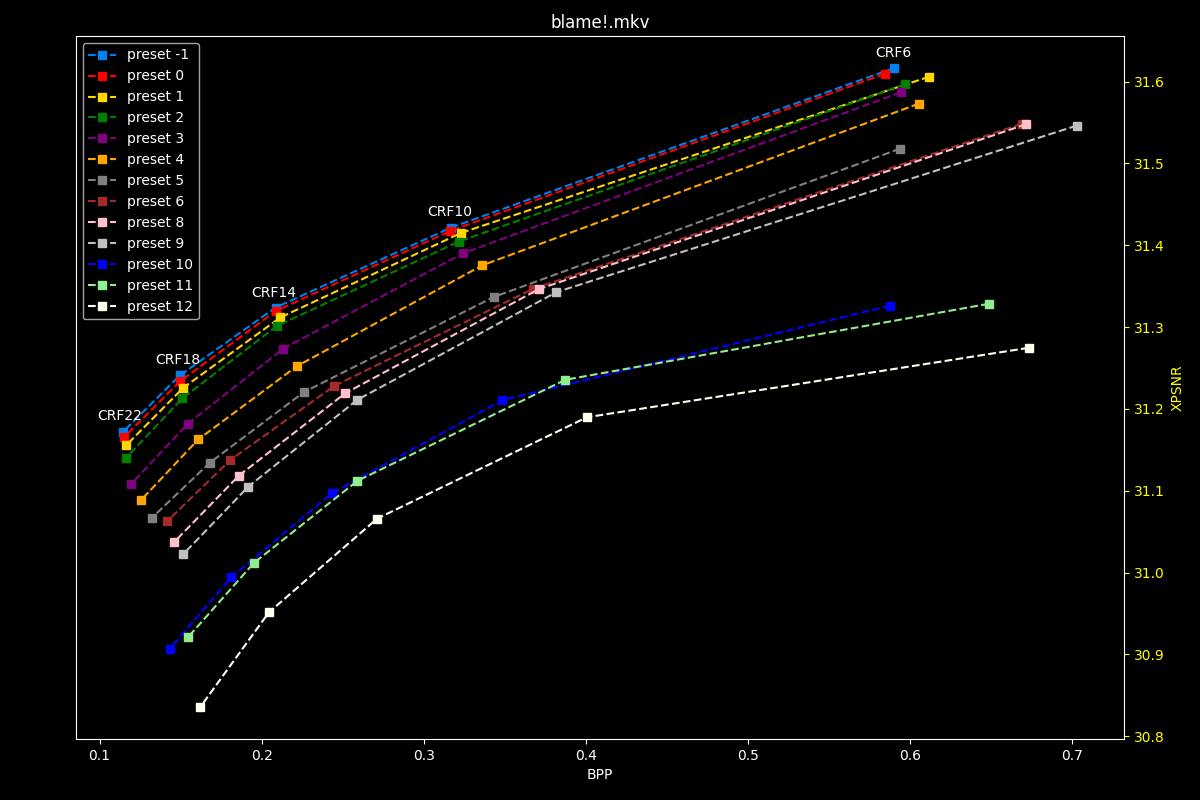 blame!.mkv
preset -1
preset 0
preset 1
preset 2
preset 3
preset 4
preset 5
preset 6
preset 8
preset 9
preset 10
preset 11
preset 12
CRF6
CRF10
CRF14
CRF18
CRF22
31.6
31.5
31.4
31.3
31.2
31.1
31.0
30.9
30.8
XPSNR
0.1 0.2 0.3 0.4 0.5 0.6 0.7
BPP